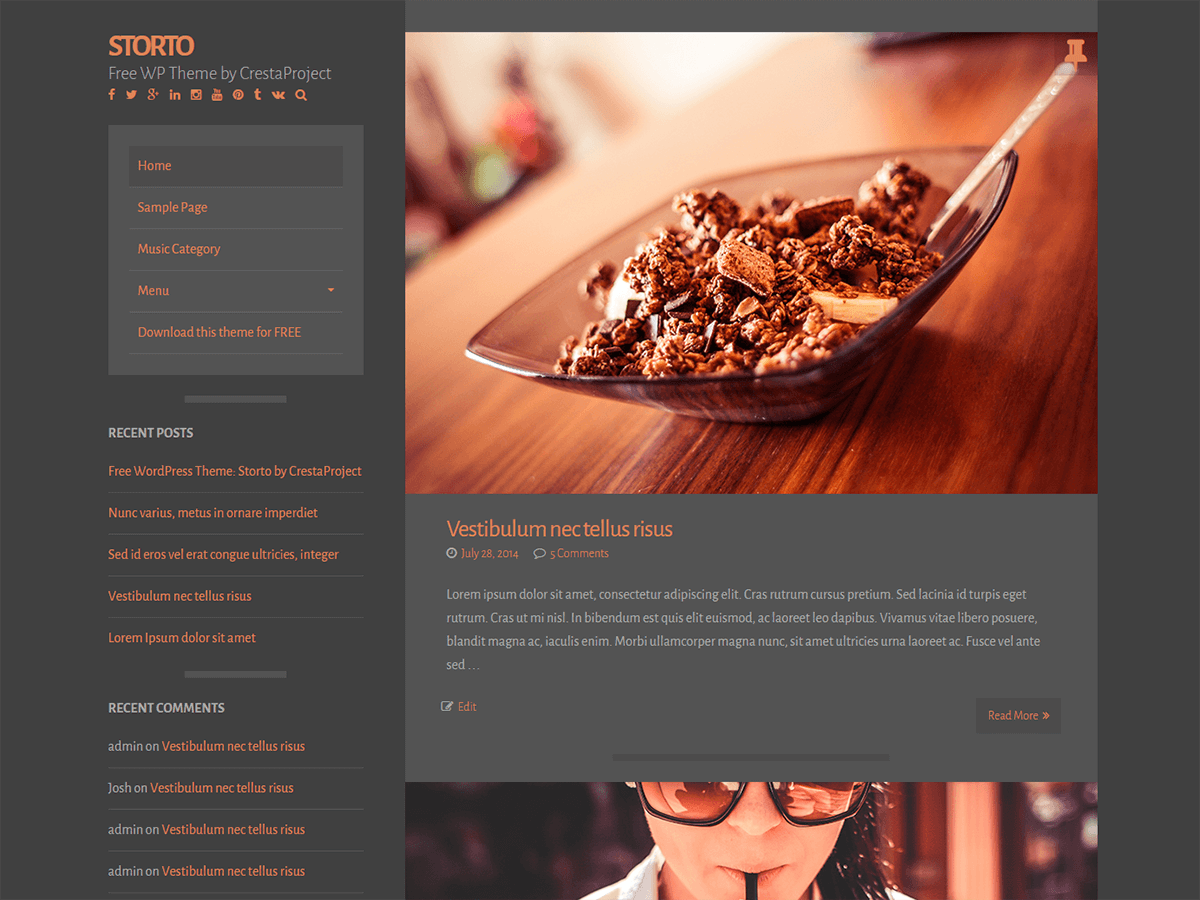 STORTO
Free WP Theme by CrestaProject
Home
Sample Page
Music Category
Menu
Download this theme for FREE
RECENT POSTS
Free WordPress Theme: Storto by CrestaProject
Nunc varius, metus in ornare imperdiet
Sed id eros vel erat congue ultricies, integer
Vestibulum nec tellus risus
Lorem Ipsum dolor sit amet
RECENT COMMENTS
admin on Vestibulum nec tellus risus
Josh on Vestibulum nec tellus risus
admin on Vestibulum nec tellus risus
admin on Vestibulum nec tellus risus
Vestibulum nec tellus risus
July 28, 2014 5 Comments
Lorem ipsum dolor sit amet, consectetur adipiscing elit. Cras rutrum cursus pretium. Sed lacinia id turpis eget
rutrum. Cras ut mi nisl. In bibendum est quis elit euismod, ac laoreet leo dapibus. Vivamus vitae libero posuere,
blandit magna ac, iaculis enim. Morbi ullamcorper magna nunc, sit amet ultricies urna laoreet ac. Fusce vel ante
sed …
Edit
Read More »